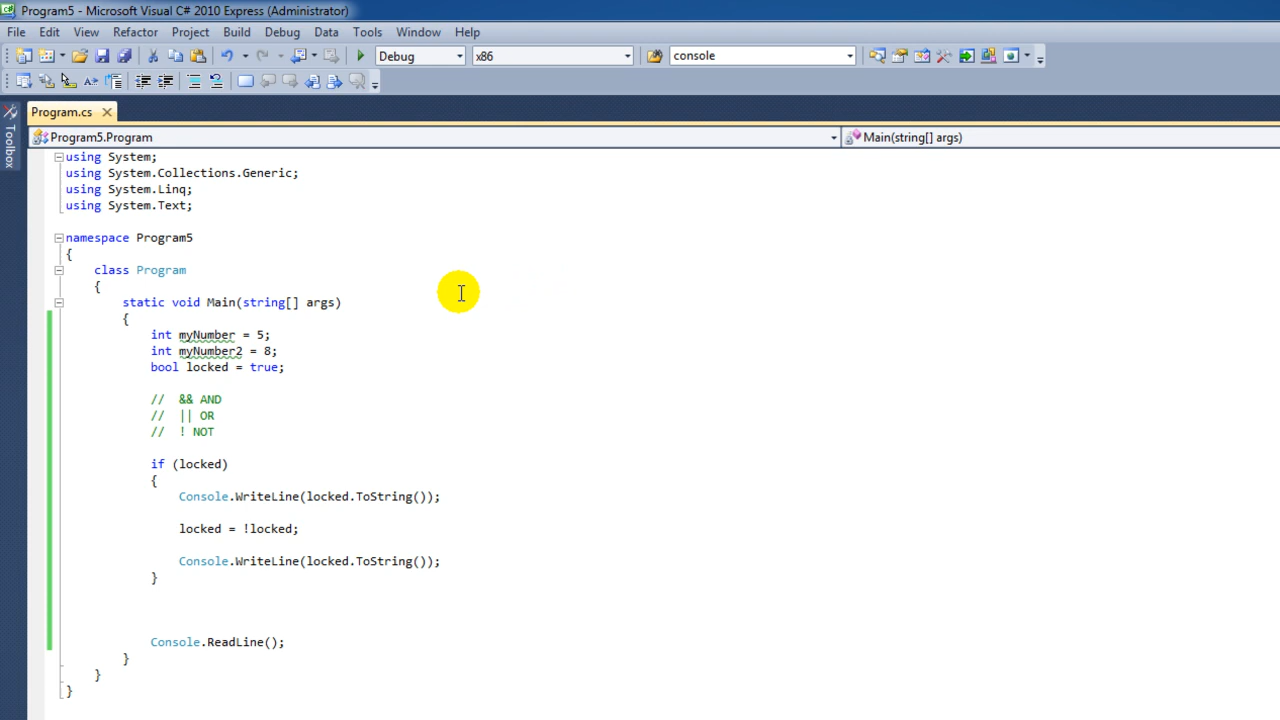 Program5 - Microsoft Visual C# 2010 Express (Administrator)
File Edit View Refactor Project Build Debug Data Tools Window Help
Debug x86 console
Program.cs
Toolbox
Program5.Program Main(string[] args)
using System;
using System.Collections.Generic;
using System.Linq;
using System.Text;
namespace Program5
{
class Program
{
static void Main(string[] args)
{
int myNumber = 5;
int myNumber2 = 8;
bool locked = true;
// && AND
// || OR
// ! NOT
if (locked)
{
Console.WriteLine(locked.ToString());
locked = !locked;
Console.WriteLine(locked.ToString());
}
Console.ReadLine();
}
}
}